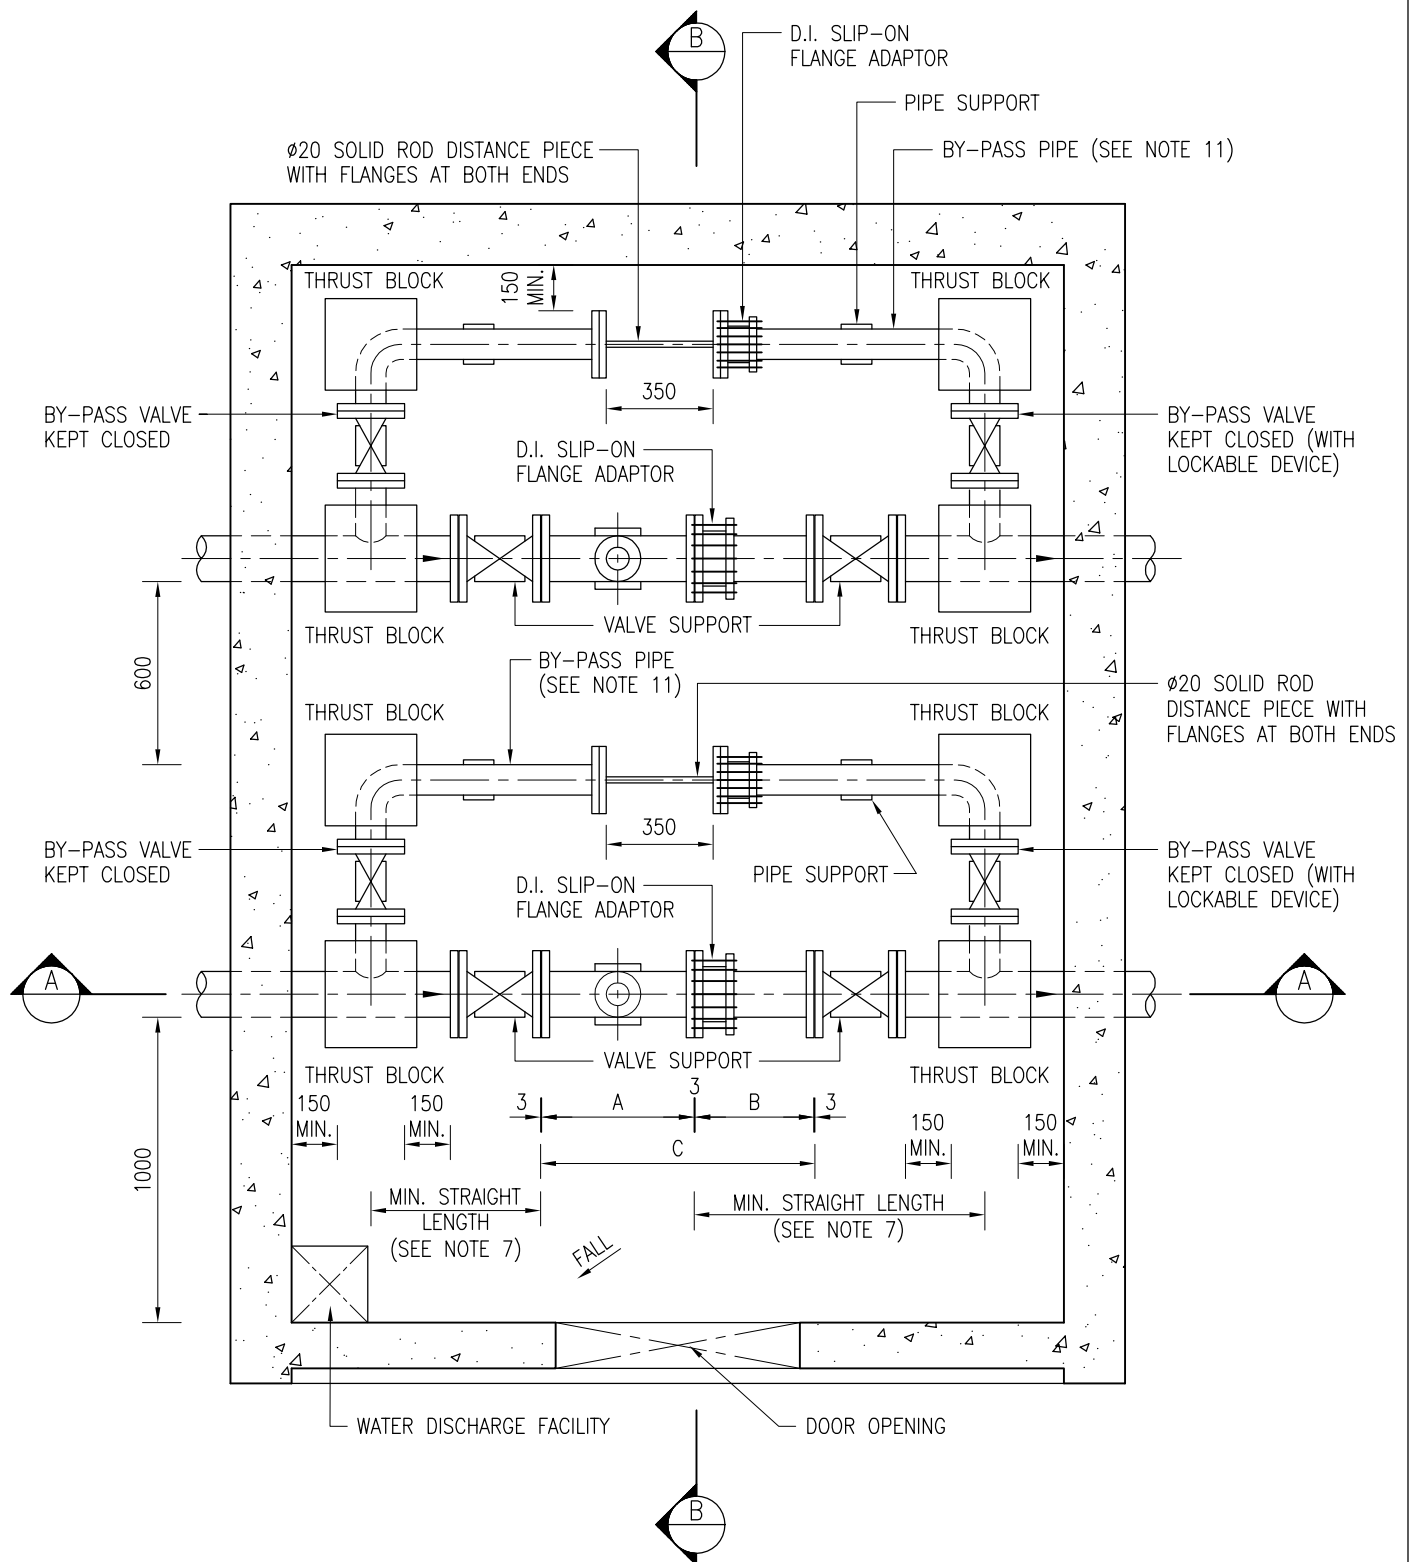 B
D.I. SLIP-ON
FLANGE ADAPTOR
PIPE SUPPORT
ø20 SOLID ROD DISTANCE PIECE
WITH FLANGES AT BOTH ENDS
BY-PASS PIPE (SEE NOTE 11)
THRUST BLOCK
150
MIN.
THRUST BLOCK
350
BY-PASS VALVE
KEPT CLOSED
BY-PASS VALVE
KEPT CLOSED (WITH
LOCKABLE DEVICE)
D.I. SLIP-ON
FLANGE ADAPTOR
THRUST BLOCK
VALVE SUPPORT
THRUST BLOCK
600
BY-PASS PIPE
(SEE NOTE 11)
ø20 SOLID ROD
DISTANCE PIECE WITH
FLANGES AT BOTH ENDS
THRUST BLOCK
THRUST BLOCK
350
BY-PASS VALVE
KEPT CLOSED
BY-PASS VALVE
KEPT CLOSED (WITH
LOCKABLE DEVICE)
PIPE SUPPORT
D.I. SLIP-ON
FLANGE ADAPTOR
A
A
VALVE SUPPORT
THRUST BLOCK
THRUST BLOCK
3
3 A B 3
150
MIN.
150
MIN.
150
MIN.
150
MIN.
C
1000
MIN. STRAIGHT
LENGTH
(SEE NOTE 7)
MIN. STRAIGHT LENGTH
(SEE NOTE 7)
FALL
WATER DISCHARGE FACILITY
DOOR OPENING
B